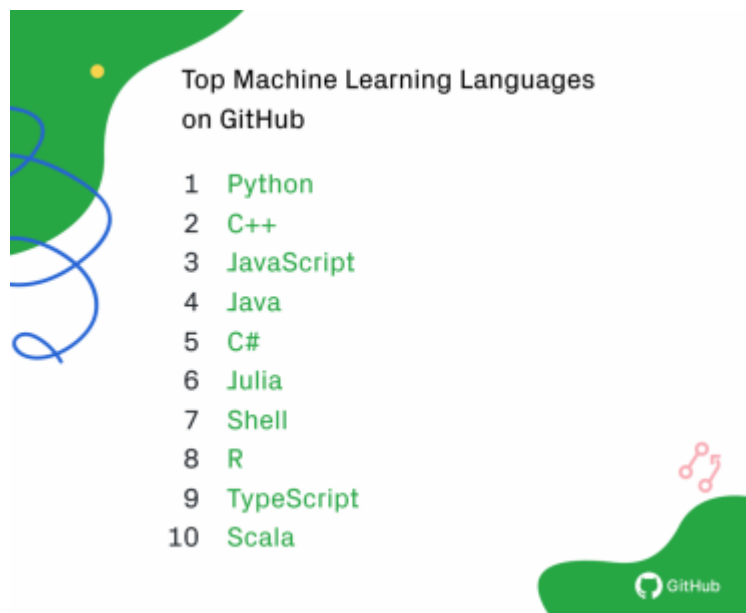 Top Machine Learning Languages
on GitHub
1 Python
2 C++
3 JavaScript
4 Java
5 C#
6 Julia
7 Shell
8 R
9 TypeScript
10 Scala
GitHub